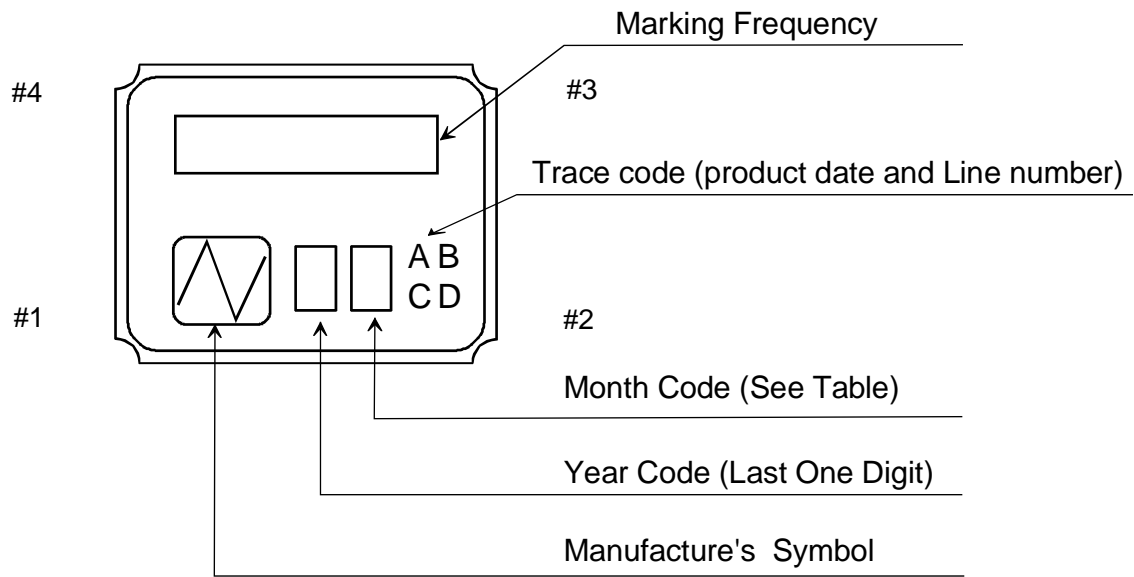 Marking Frequency
#4
#3
Trace code (product date and Line number)
A B
C D
#1
#2
Month Code (See Table)
Year Code (Last One Digit)
Manufacture's Symbol